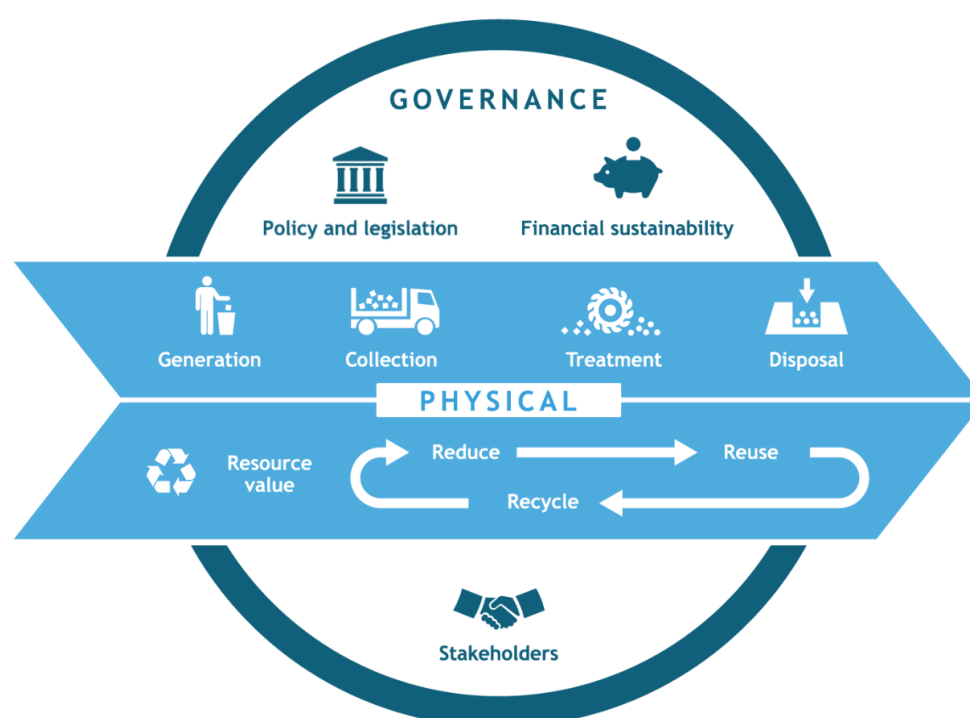 GOVERNANCE
Policy and legislation
Financial sustainability
Generation
Collection
Treatment
Disposal
PHYSICAL
Resource
value
Reduce
Reuse
Recycle
Stakeholders